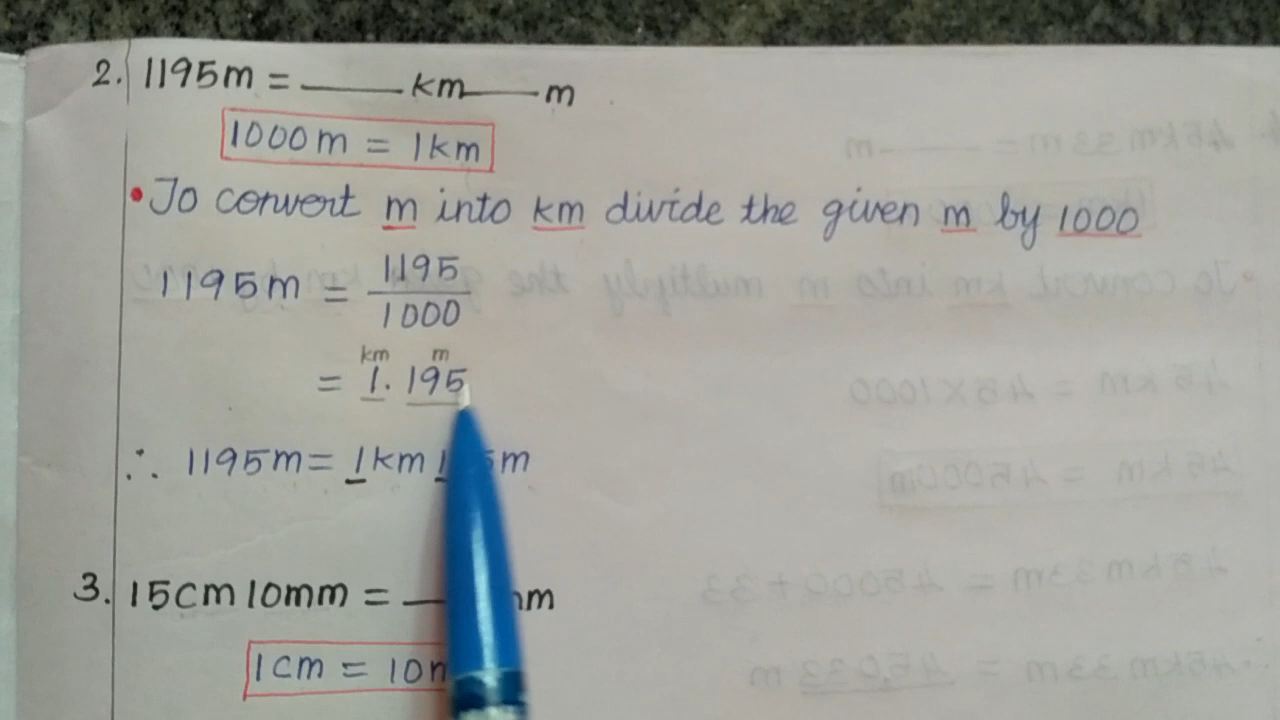 2. 1195m = ____ km ____ m
1000m = 1km
• To convert m into km divide the given m by 1000
1195m = 1195
1000
km m
= 1. 195
∴ 1195m = 1km m
3. 15cm 10mm = __
1cm = 10